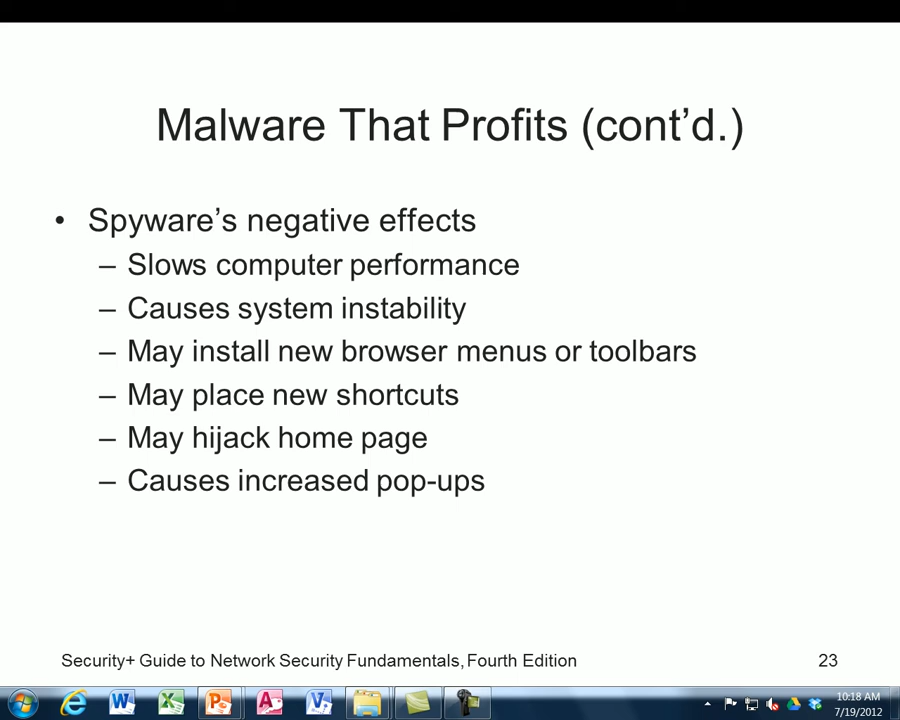 Malware That Profits (cont’d.)
• Spyware’s negative effects
– Slows computer performance
– Causes system instability
– May install new browser menus or toolbars
– May place new shortcuts
– May hijack home page
– Causes increased pop-ups
Security+ Guide to Network Security Fundamentals, Fourth Edition 23
10:18 AM
7/19/2012